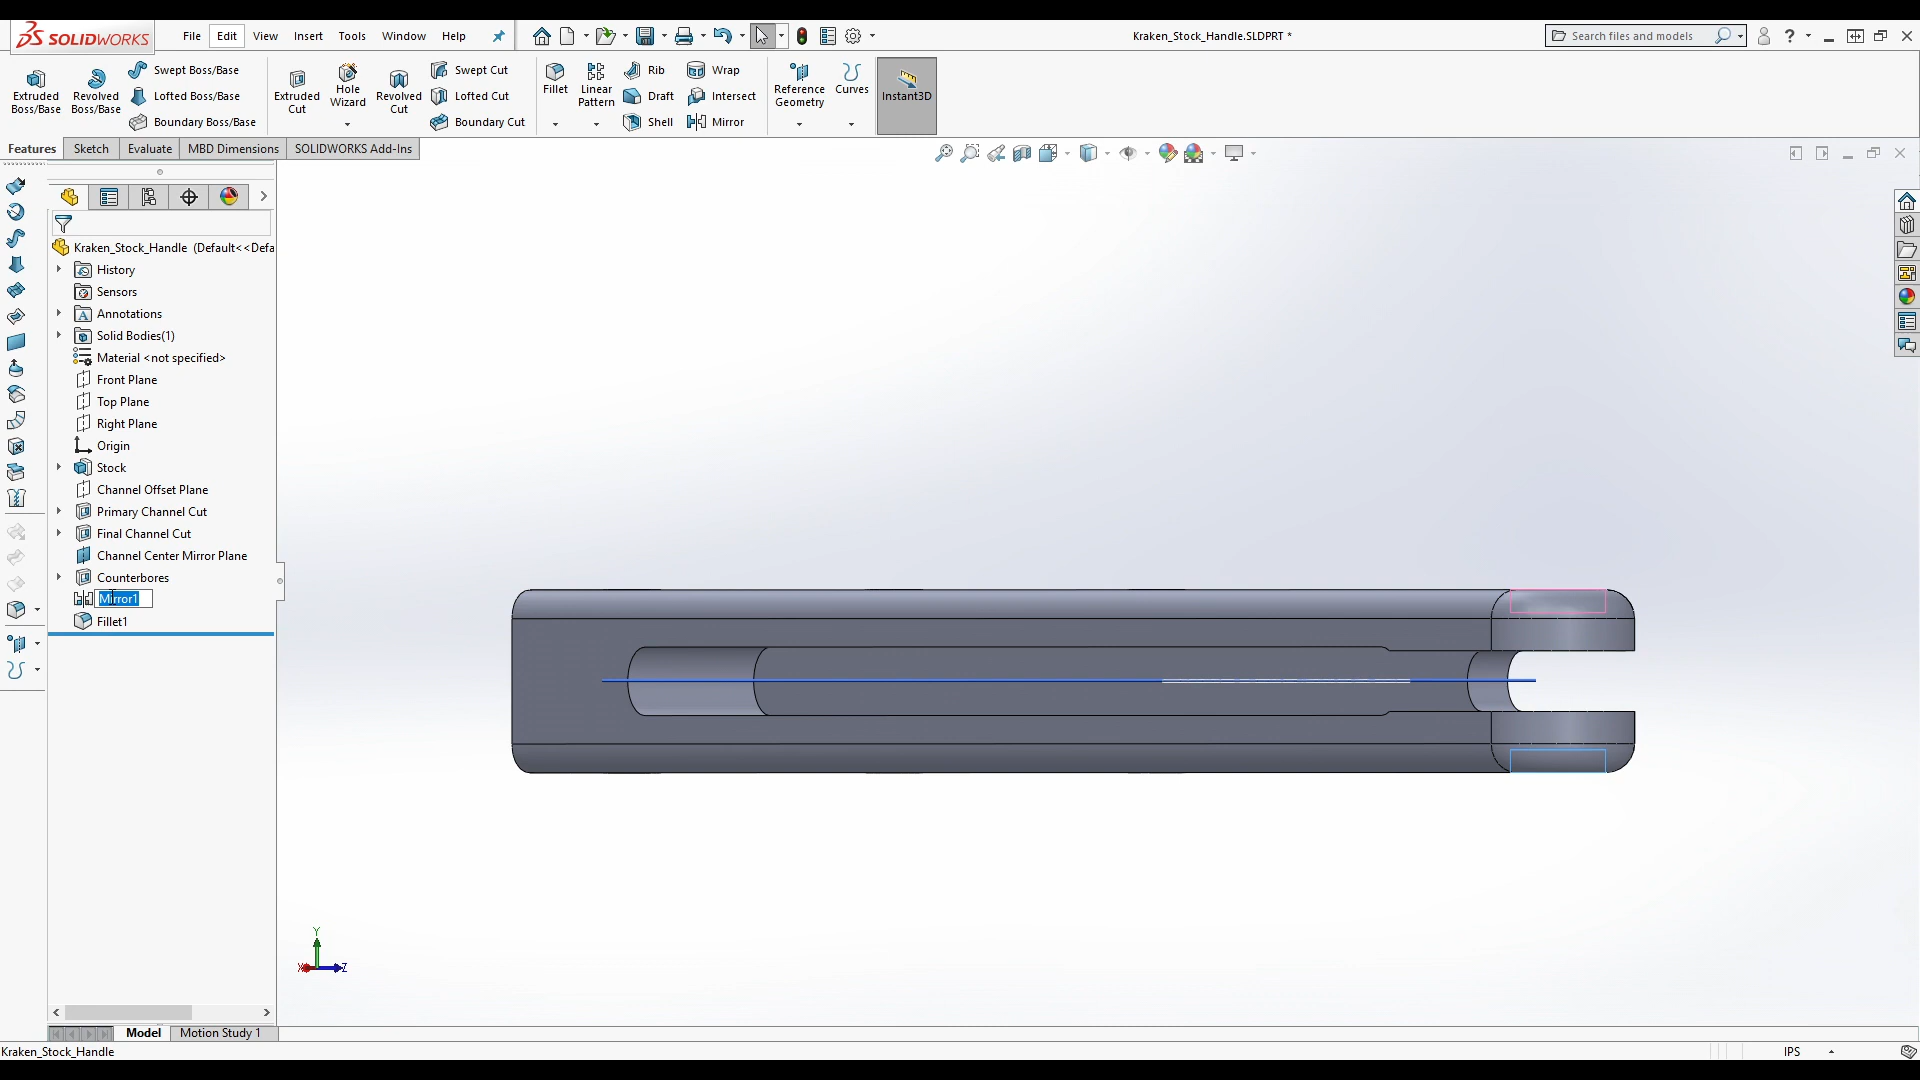 SOLIDWORKS
File Edit View Insert Tools Window Help
Kraken_Stock_Handle.SLDPRT *
Search files and models
?
Extruded Boss/Base
Revolved Boss/Base
Swept Boss/Base
Lofted Boss/Base
Boundary Boss/Base
Extruded Cut
Hole Wizard
Revolved Cut
Swept Cut
Lofted Cut
Boundary Cut
Fillet
Linear Pattern
Rib
Draft
Shell
Wrap
Intersect
Mirror
Reference Geometry
Curves
Instant3D
Features Sketch Evaluate MBD Dimensions SOLIDWORKS Add-Ins
Kraken_Stock_Handle (Default<<Defa
History
Sensors
Annotations
Solid Bodies(1)
Material <not specified>
Front Plane
Top Plane
Right Plane
Origin
Stock
Channel Offset Plane
Primary Channel Cut
Final Channel Cut
Channel Center Mirror Plane
Counterbores
Mirror1
Fillet1
Y
X Z
Model Motion Study 1
Kraken_Stock_Handle
IPS